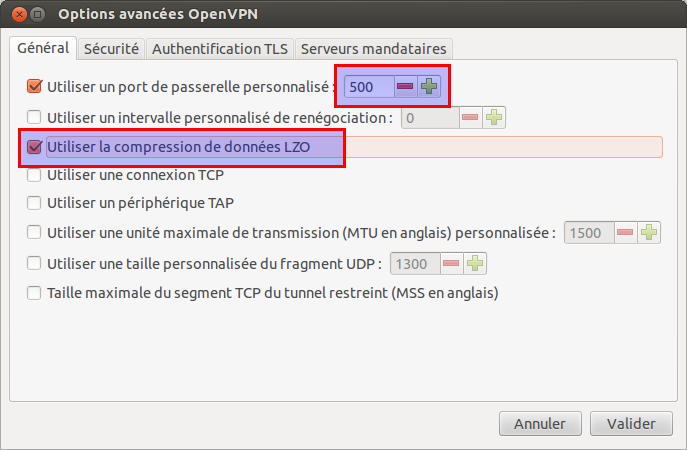 Options avancées OpenVPN
Général Sécurité Authentification TLS Serveurs mandataires
Utiliser un port de passerelle personnalisé : 500
Utiliser un intervalle personnalisé de renégociation : 0
Utiliser la compression de données LZO
Utiliser une connexion TCP
Utiliser un périphérique TAP
Utiliser une unité maximale de transmission (MTU en anglais) personnalisée : 1500
Utiliser une taille personnalisée du fragment UDP : 1300
Taille maximale du segment TCP du tunnel restreint (MSS en anglais)
Annuler Valider